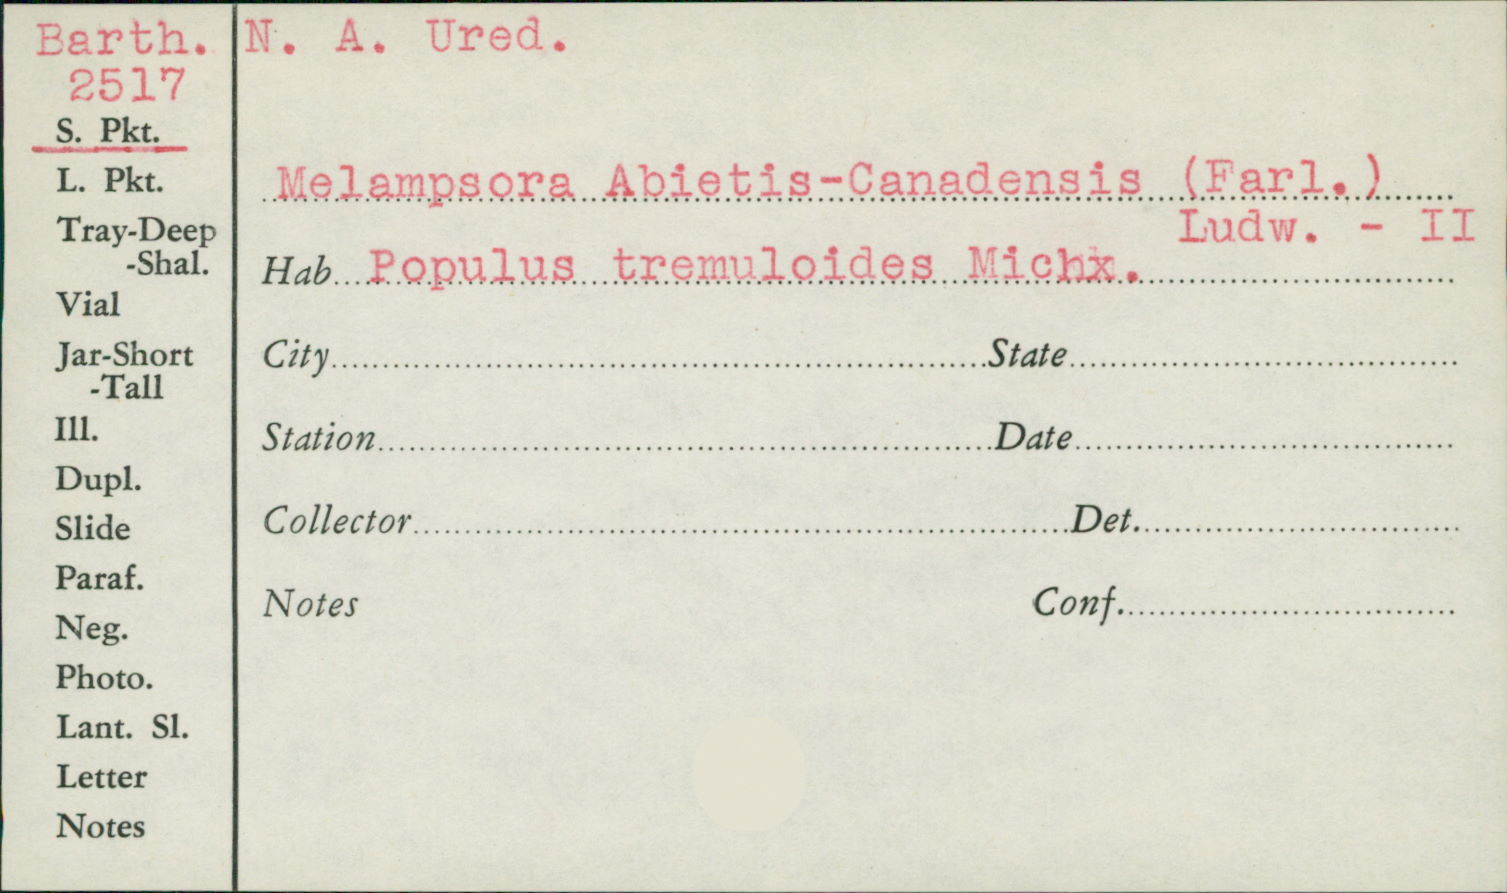 Barth. N. A. Ured.
2517
S. Pkt.
L. Pkt.
Tray-Deep
-Shal.
Vial
Jar-Short
-Tall
Ill.
Dupl.
Slide
Paraf.
Neg.
Photo.
Lant. Sl.
Letter
Notes
Melampsora Abietis-Canadensis (Farl.)
Ludw. - II
Hab. Populus tremuloides Michx.
City State
Station Date
Collector Det.
Notes Conf.